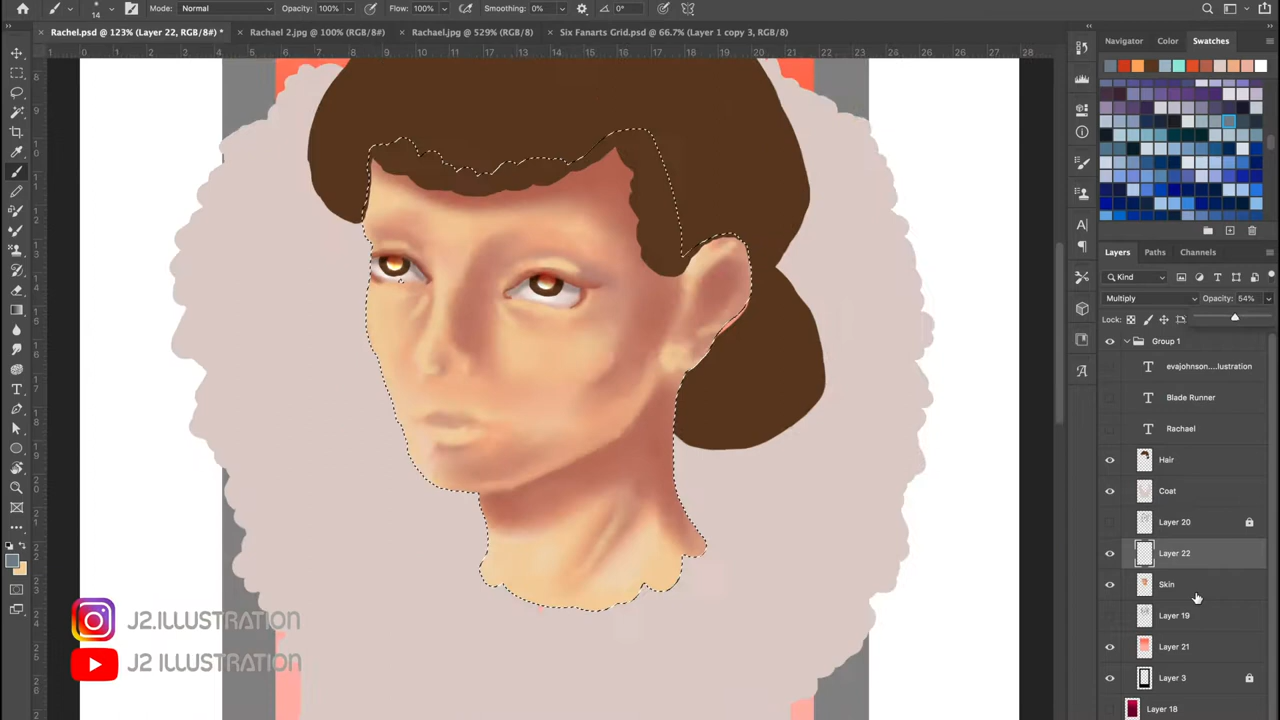 14 Mode: Normal Opacity: 100% Flow: 100% Smoothing: 0% 0°
Rachel.psd @ 123% (Layer 22, RGB/8#) * Rachael 2.jpg @ 100% (RGB/8#) Rachael.jpg @ 529% (RGB/8) Six Fanarts Grid.psd @ 66.7% (Layer 1 copy 3, RGB/8#)
Navigator Color Swatches
Layers Paths Channels
Kind
Multiply Opacity: 54%
Lock:
Group 1
evajohnson....lustration
Blade Runner
Rachael
Hair
Coat
Layer 20
Layer 22
Skin
Layer 19
Layer 21
Layer 3
Layer 18
J2.ILLUSTRATION
J2 ILLUSTRATION